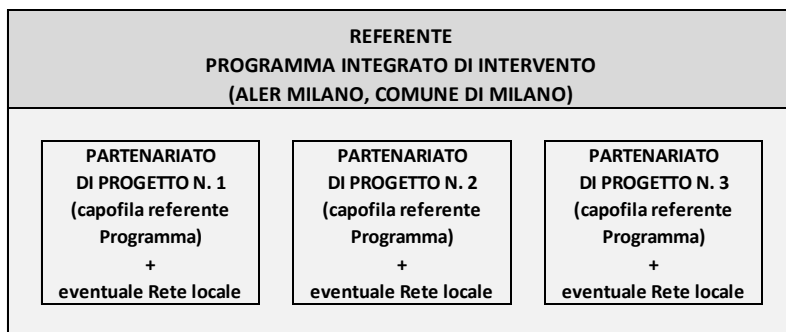 REFERENTE
PROGRAMMA INTEGRATO DI INTERVENTO
(ALER MILANO, COMUNE DI MILANO)
PARTENARIATO
DI PROGETTO N. 1
(capofila referente
Programma)
+
eventuale Rete locale
PARTENARIATO
DI PROGETTO N. 2
(capofila referente
Programma)
+
eventuale Rete locale
PARTENARIATO
DI PROGETTO N. 3
(capofila referente
Programma)
+
eventuale Rete locale